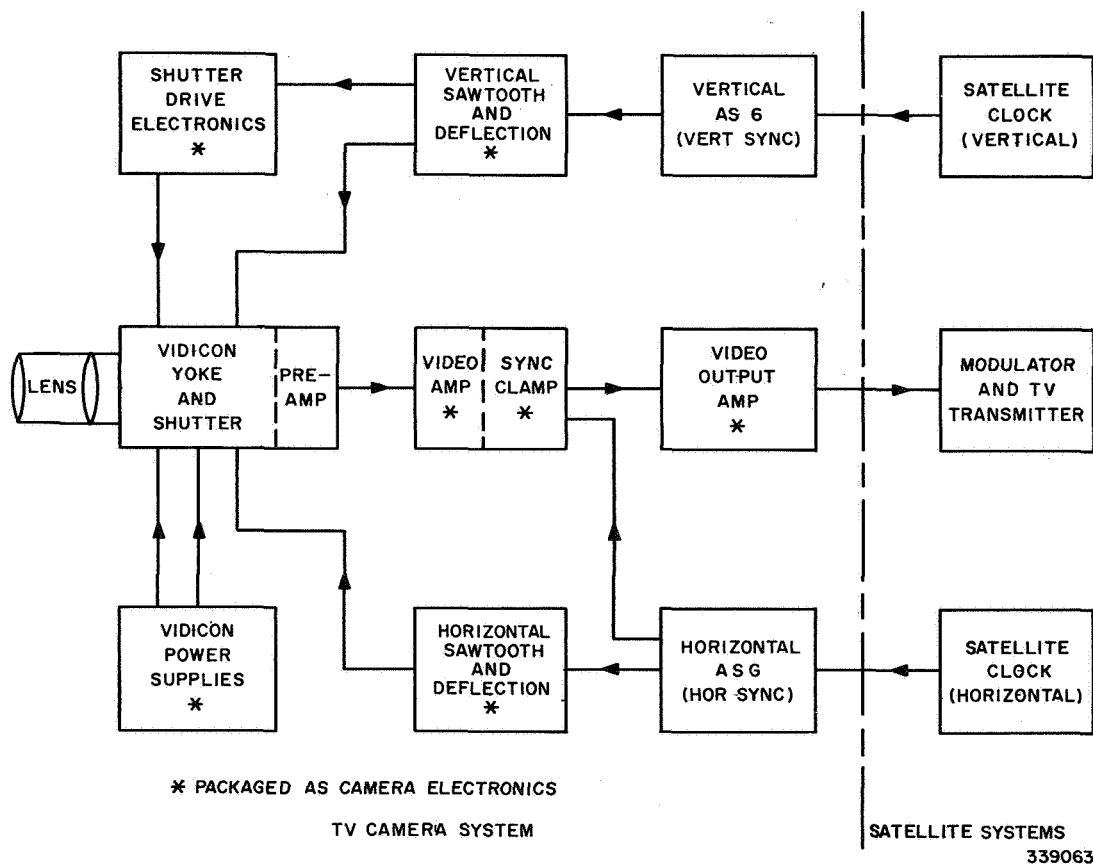 SHUTTER
DRIVE
ELECTRONICS
*
VERTICAL
SAWTOOTH
AND
DEFLECTION
*
VERTICAL
AS 6
(VERT SYNC)
SATELLITE
CLOCK
(VERTICAL)
LENS
VIDICON
YOKE
AND
SHUTTER
PRE-
AMP
VIDEO
AMP
*
SYNC
CLAMP
*
VIDEO
OUTPUT
AMP
*
MODULATOR
AND TV
TRANSMITTER
VIDICON
POWER
SUPPLIES
*
HORIZONTAL
SAWTOOTH
AND
DEFLECTION
*
HORIZONTAL
ASG
(HOR SYNC)
SATELLITE
CLOCK
(HORIZONTAL)
* PACKAGED AS CAMERA ELECTRONICS
TV CAMERA SYSTEM
SATELLITE SYSTEMS
339063